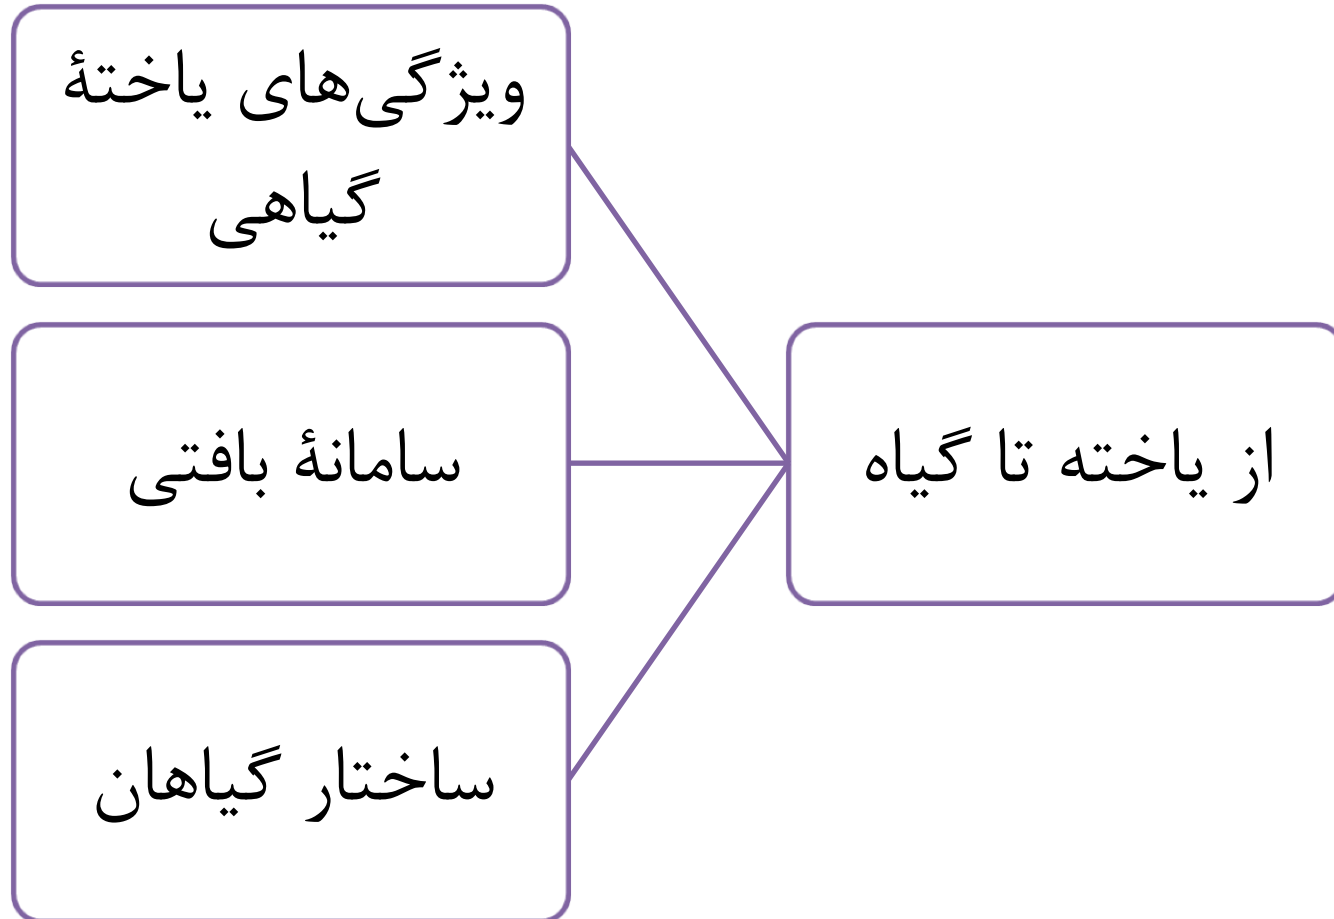 از یاخته تا گیاه
ویژگی‌های یاختهٔ
گیاهی
سامانهٔ بافتی
ساختار گیاهان